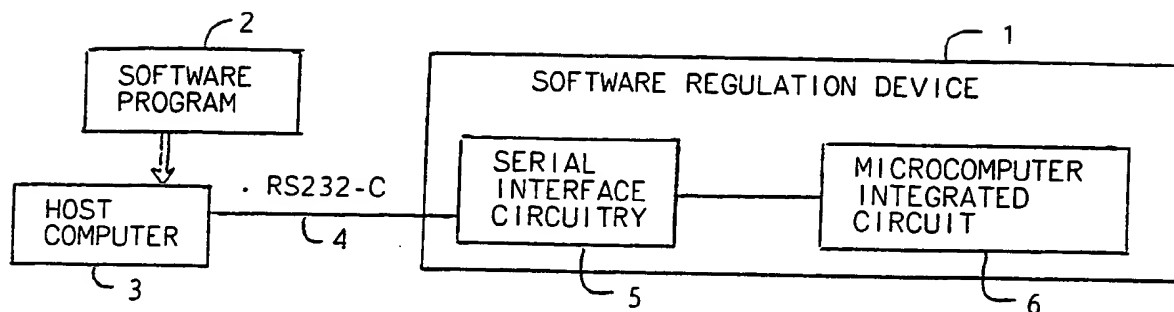 2
SOFTWARE
PROGRAM
1
SOFTWARE REGULATION DEVICE
RS232-C
HOST
COMPUTER
3
4
SERIAL
INTERFACE
CIRCUITRY
5
MICROCOMPUTER
INTEGRATED
CIRCUIT
6